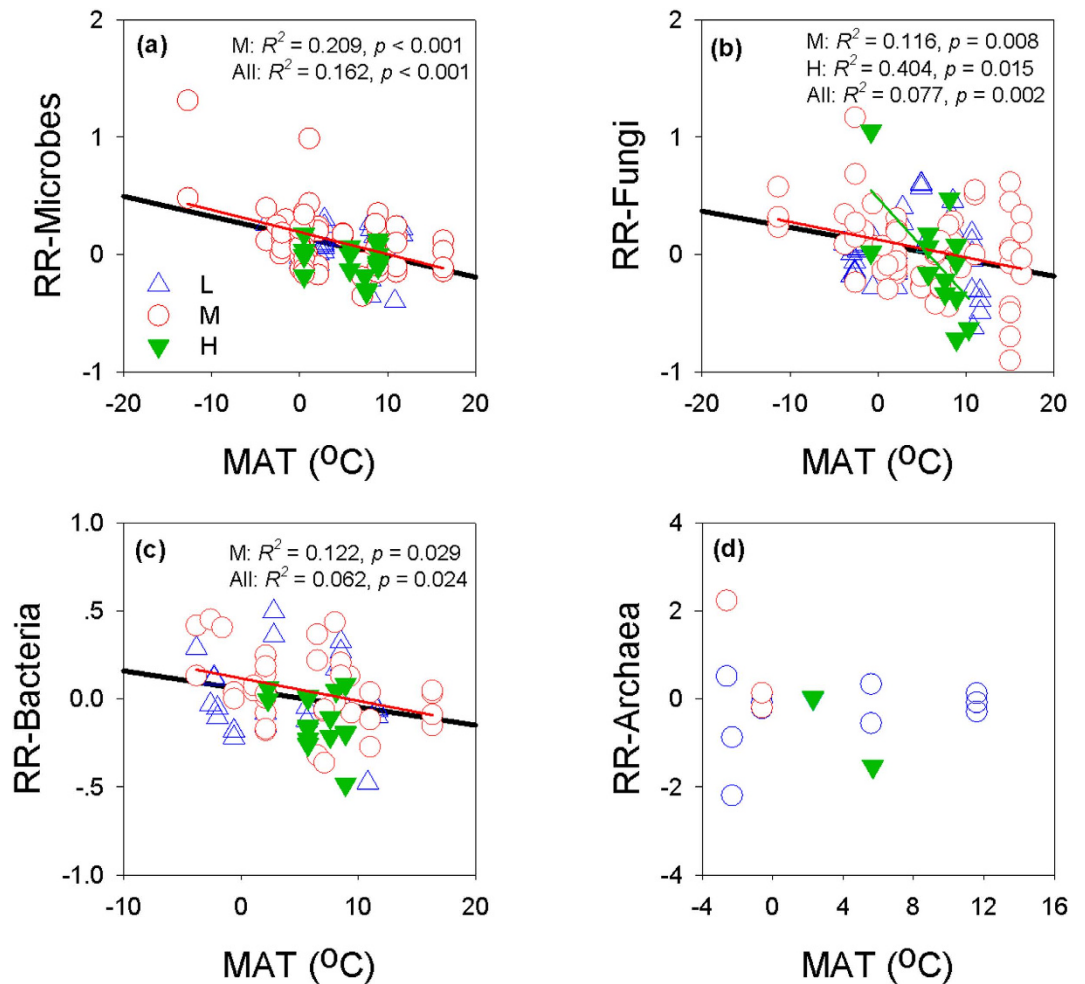 (a)
M: R² = 0.209, p < 0.001
All: R² = 0.162, p < 0.001
RR-Microbes
2
1
0
-1
L
M
H
-20 -10 0 10 20
MAT (⁰C)
(b)
M: R² = 0.116, p = 0.008
H: R² = 0.404, p = 0.015
All: R² = 0.077, p = 0.002
RR-Fungi
2
1
0
-1
-20 -10 0 10 20
MAT (⁰C)
(c)
M: R² = 0.122, p = 0.029
All: R² = 0.062, p = 0.024
RR-Bacteria
1.0
.5
0.0
-.5
-1.0
-10 0 10 20
MAT (⁰C)
(d)
RR-Archaea
4
2
0
-2
-4
-4 0 4 8 12 16
MAT (⁰C)